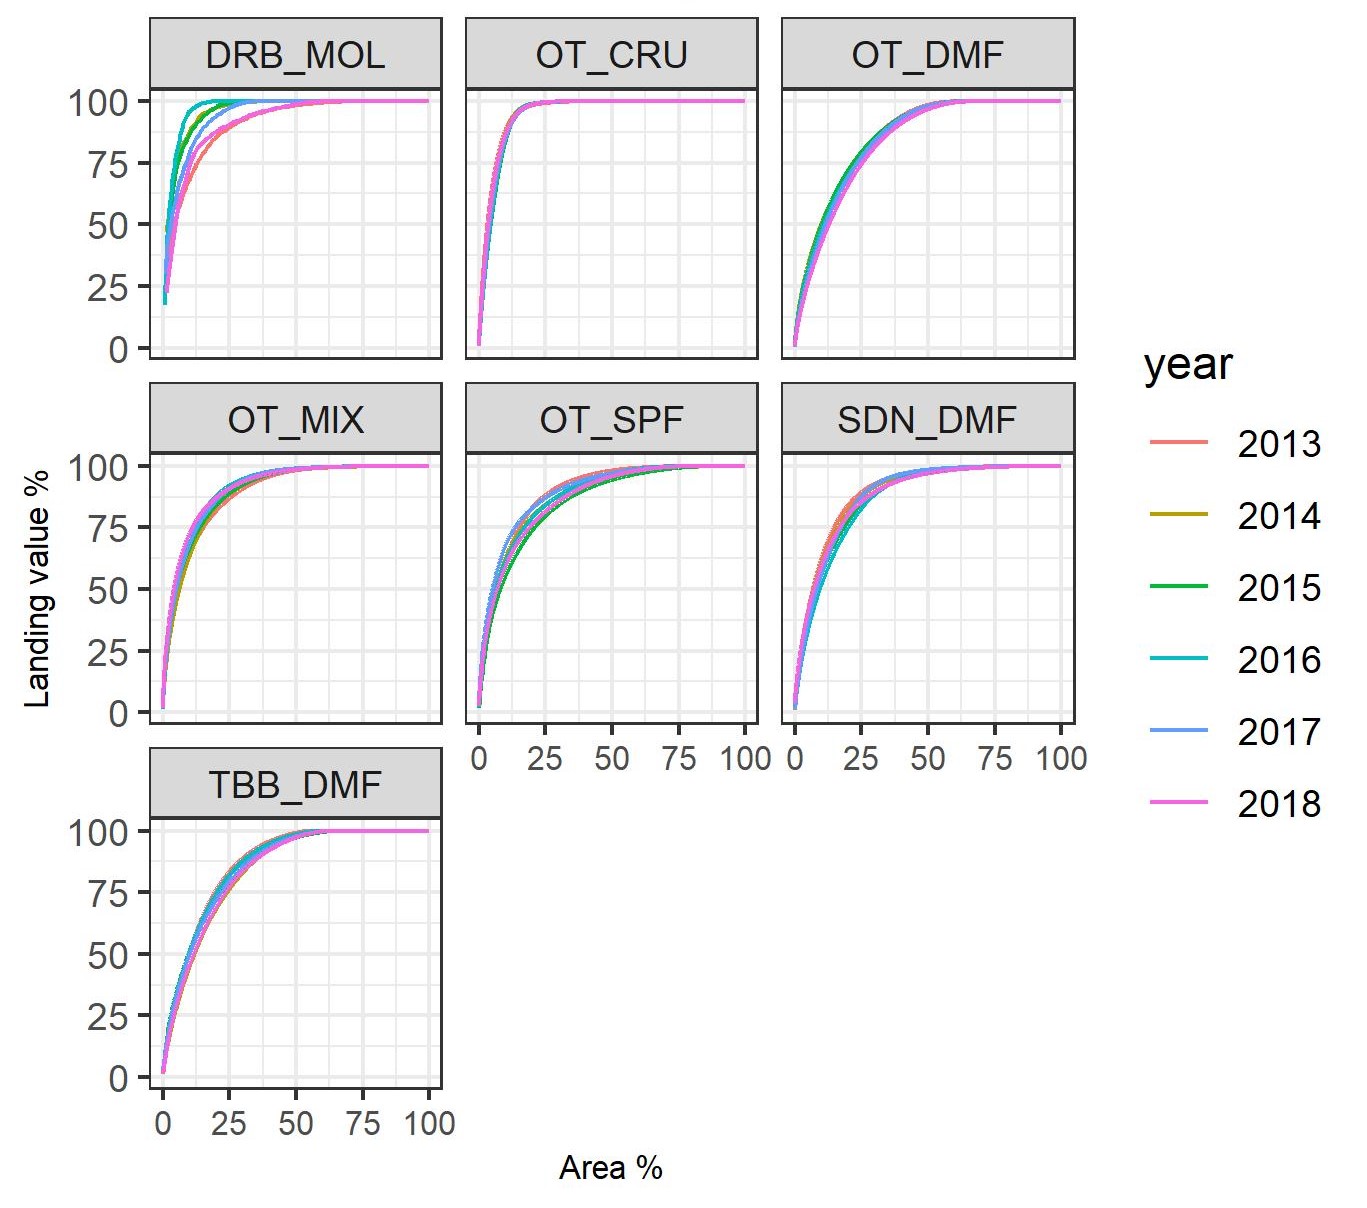 DRB_MOL OT_CRU OT_DMF
100
75
50
25
0
OT_MIX OT_SPF SDN_DMF
100
75
50
25
0
0 25 50 75 100 0 25 50 75 100
TBB_DMF
100
75
50
25
0
0 25 50 75 100
Landing value %
Area %
year
2013
2014
2015
2016
2017
2018